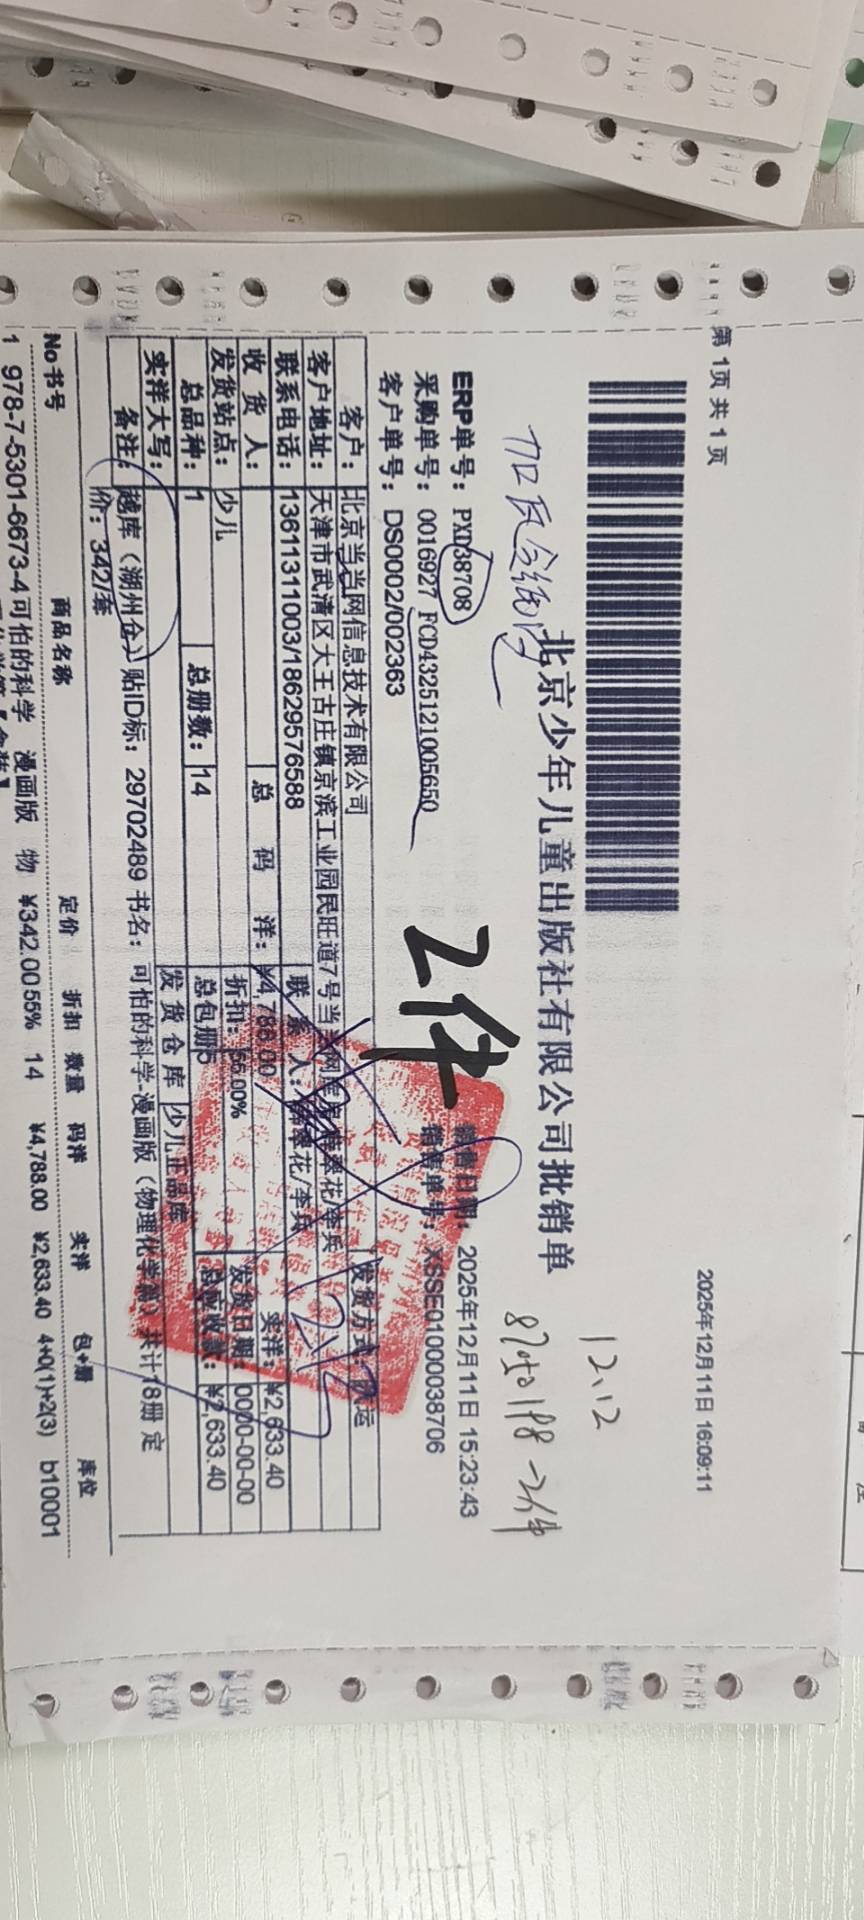 第 1页 共 1 页
2025年12月11日 16:09:11
12.12
北京少年儿童出版社有限公司批销单
ERP单号： PXD38708
销售日期： 2025年12月11日 15:23:43
采购单号： 0016927 FCD4325121005650
销售单号： XSSE01000038706
客户单号： DS0002/002363
2件
客户： 北京当当网信息技术有限公司
发货方式：
客户地址： 天津市武清区大王古庄镇京滨工业园民旺道7号当
翠花/李兵
联系电话： 13611311003/18629576588
联 系 人： 翠花/李兵
收 货 人：
总 码 洋： ¥4,788.00
实洋： ¥2,633.40
发货站点： 少儿
折扣： 55.00%
发货日期： 0000-00-00
总品种： 1
总册数： 14
总包册 5
总应收款： ¥2,633.40
实洋大写：
发 货 仓 库 少儿正品库
备注： 越库（湖州仓）贴ID标： 29702489 书名： 可怕的科学-漫画版（物理化学篇）共计18册 定
价： 342/套
No 书号 商品名称 定价 折扣 数量 码洋 实洋 包+册 库位
1 978-7-5301-6673-4 可怕的科学 漫画版 物 ¥342.00 55% 14 ¥4,788.00 ¥2,633.40 4+0(1)+2(3) b10001